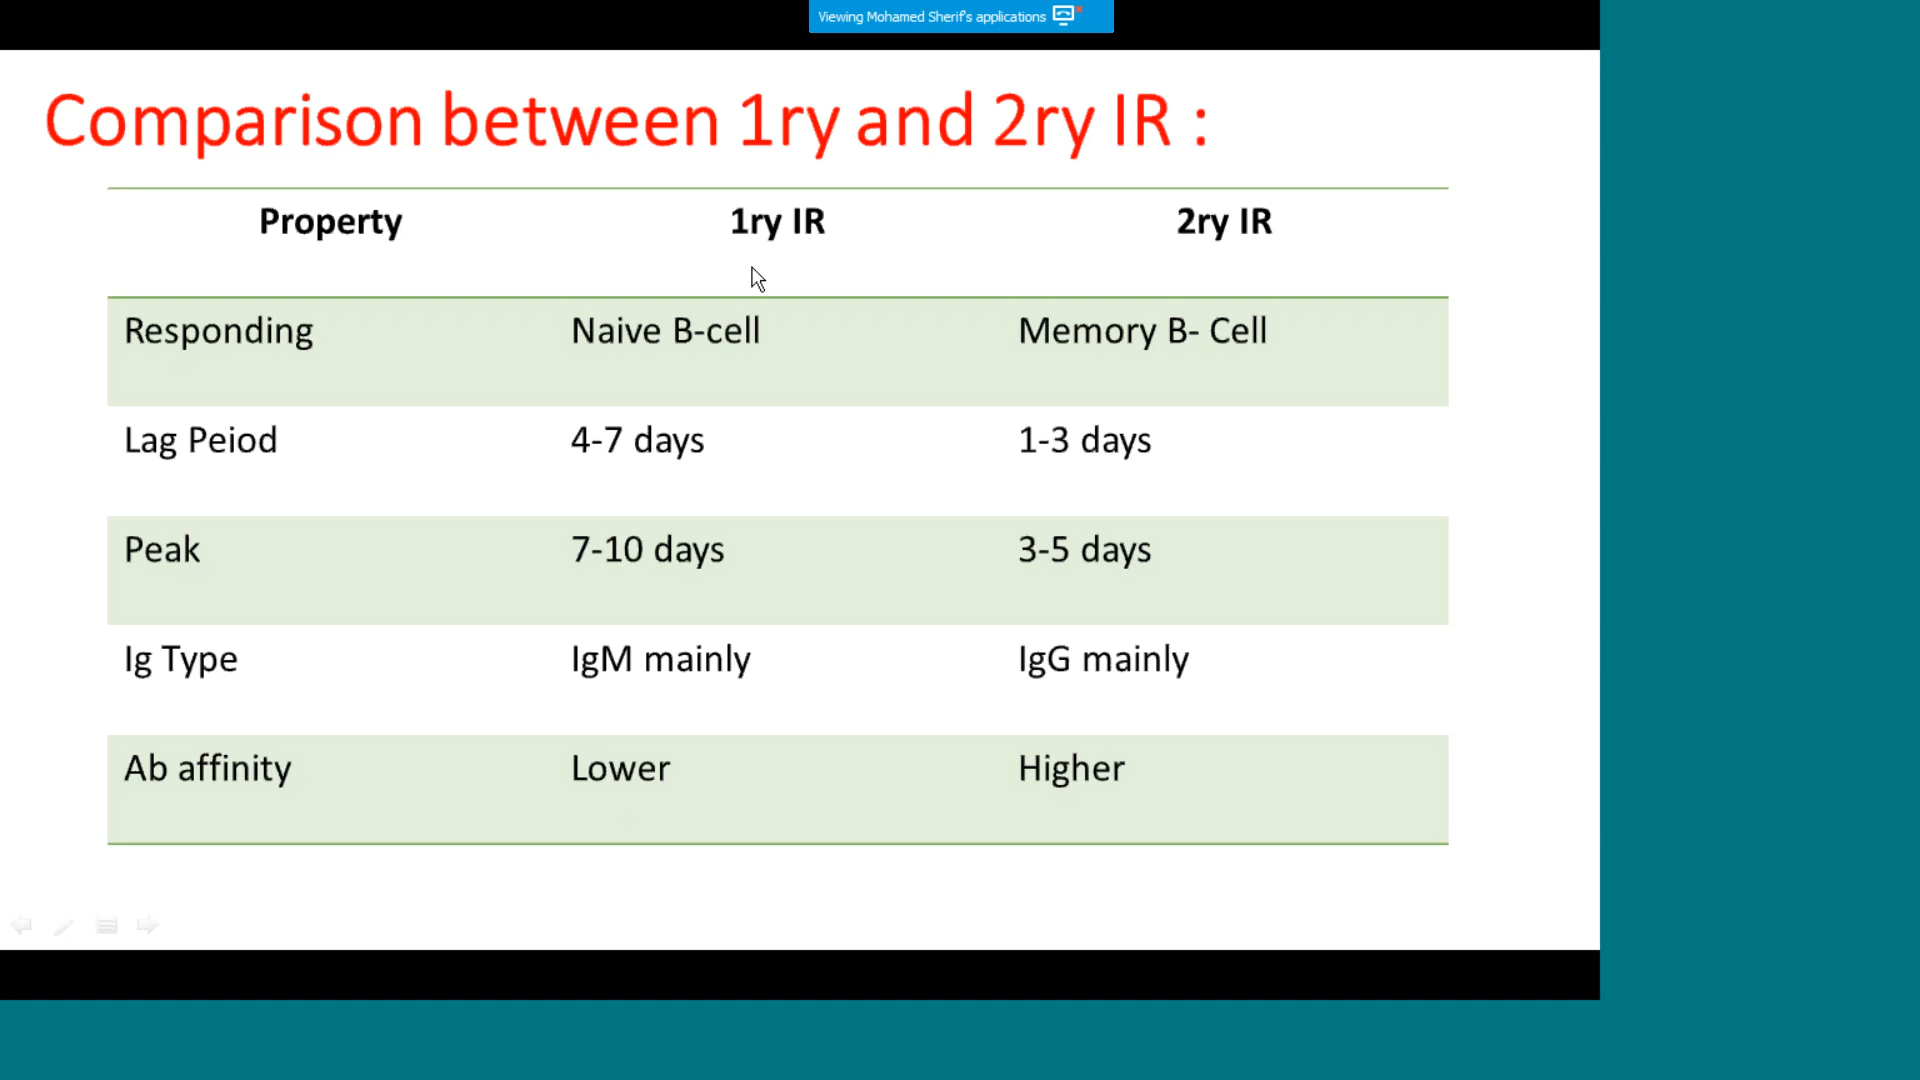 Viewing Mohamed Sherif's applications
Comparison between 1ry and 2ry IR :
Property 1ry IR 2ry IR
Responding Naive B-cell Memory B- Cell
Lag Peiod 4-7 days 1-3 days
Peak 7-10 days 3-5 days
Ig Type IgM mainly IgG mainly
Ab affinity Lower Higher